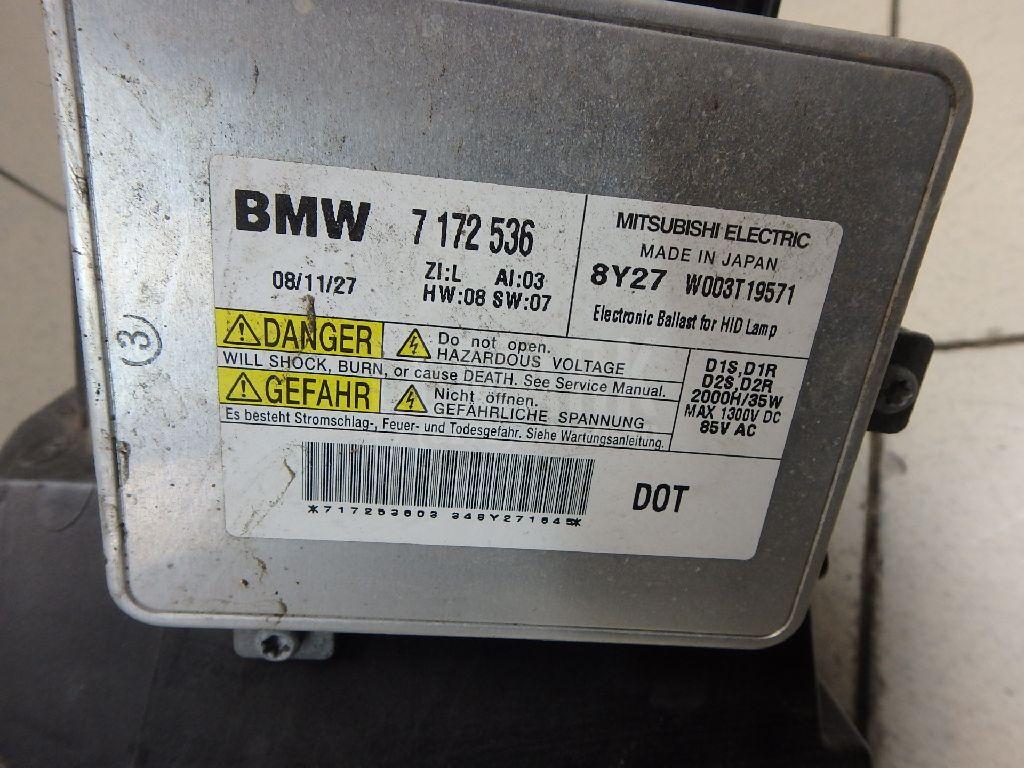 BMW 7 172 536
08/11/27
ZI:L AI:03
HW:08 SW:07
MITSUBISHI ELECTRIC
MADE IN JAPAN
8Y27 W003T19571
Electronic Ballast for HID Lamp
DANGER
Do not open.
HAZARDOUS VOLTAGE
WILL SHOCK, BURN, or cause DEATH. See Service Manual.
GEFAHR
Nicht öffnen.
GEFÄHRLICHE SPANNUNG
Es besteht Stromschlag-, Feuer- und Todesgefahr. Siehe Wartungsanleitung.
D1S,D1R
D2S,D2R
2000H/35W
MAX 1300V DC
85V AC
*717253603 348Y271645*
DOT
3